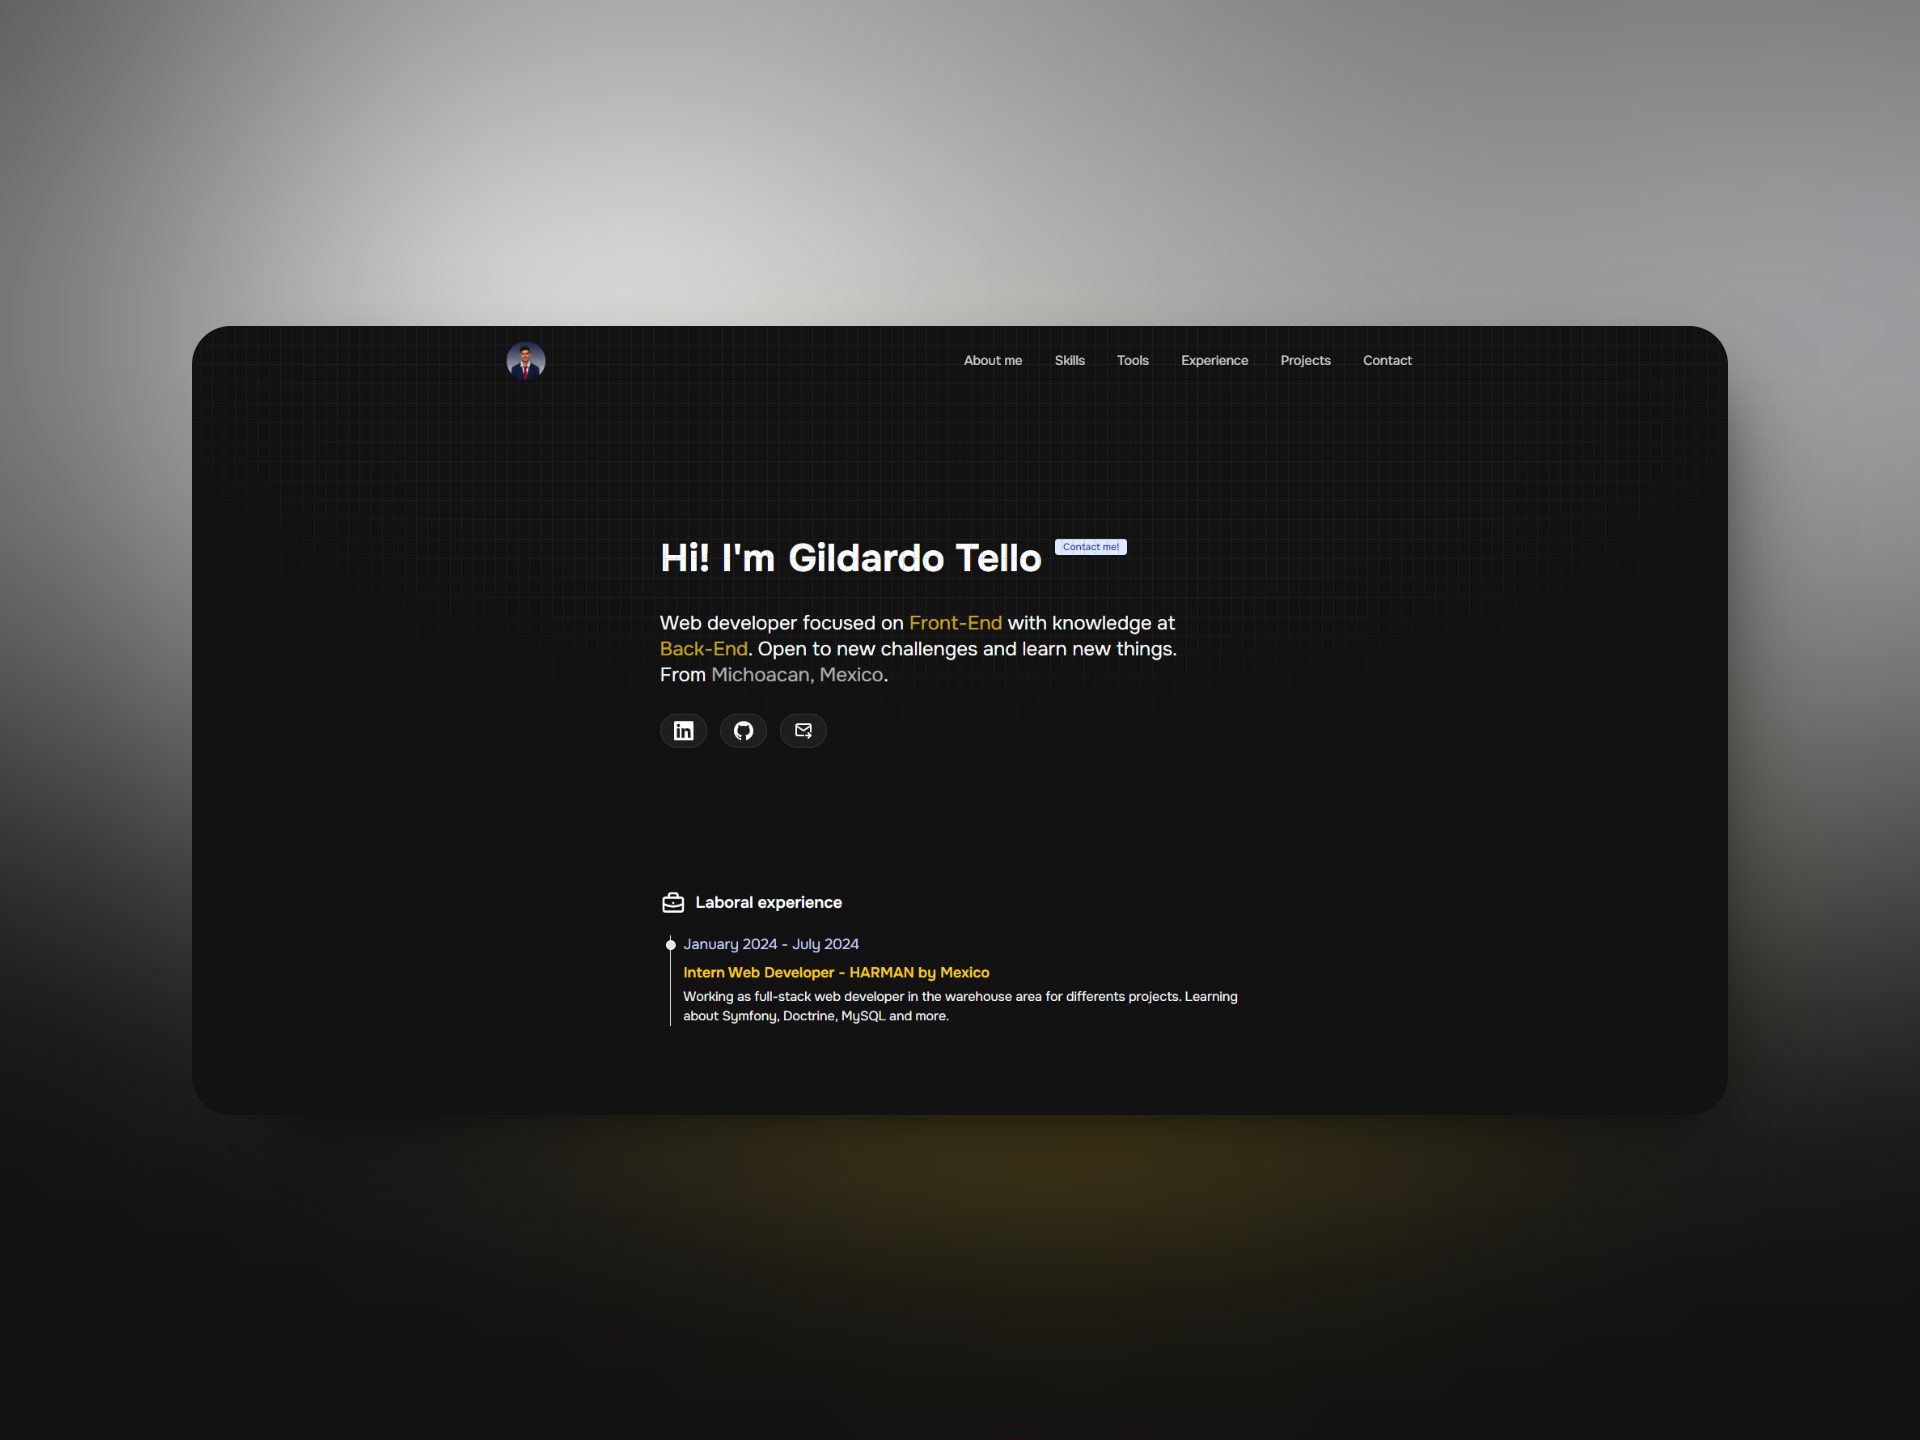 About me Skills Tools Experience Projects Contact
Hi! I'm Gildardo Tello Contact me!
Web developer focused on Front-End with knowledge at
Back-End. Open to new challenges and learn new things.
From Michoacan, Mexico.
Laboral experience
January 2024 - July 2024
Intern Web Developer - HARMAN by Mexico
Working as full-stack web developer in the warehouse area for differents projects. Learning
about Symfony, Doctrine, MySQL and more.